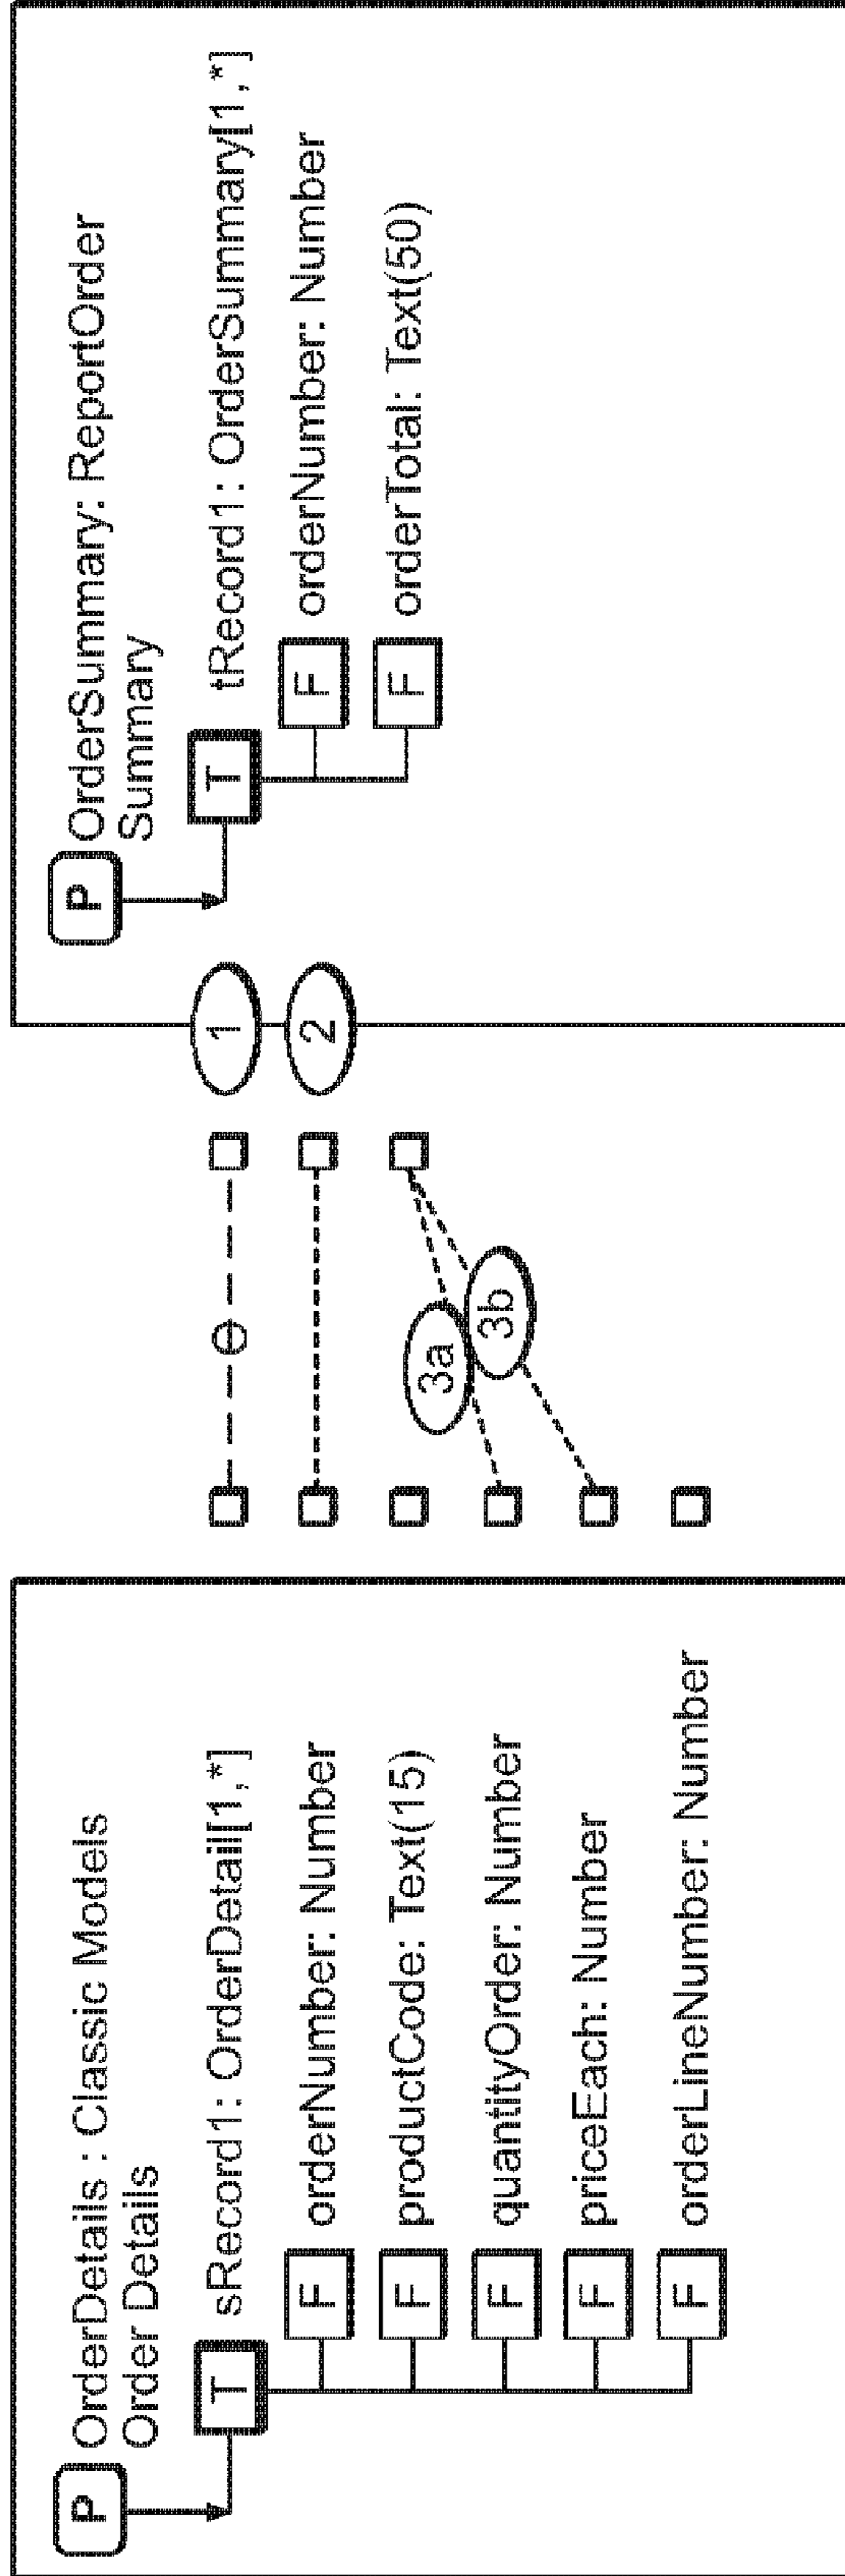 P OrderDetails : Classic Models
Order Details
T sRecord1: OrderDetail[1,*]
F orderNumber: Number
F productCode: Text(15)
F quantityOrder: Number
F priceEach: Number
F orderLineNumber: Number
1
2
3a
3b
P OrderSummary: ReportOrder
Summary
T tRecord1: OrderSummary[1,*]
F orderNumber: Number
F orderTotal: Text(50)